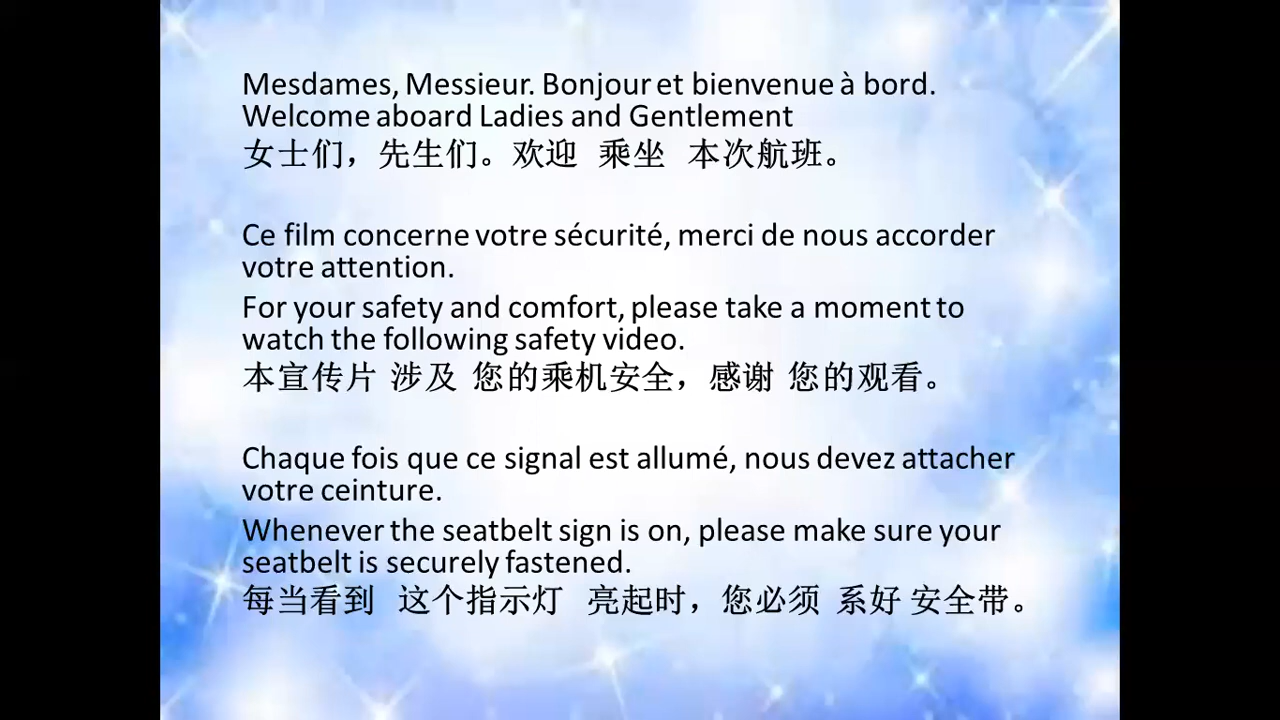 Mesdames, Messieur. Bonjour et bienvenue à bord.
Welcome aboard Ladies and Gentlement
女士们，先生们。欢迎 乘坐 本次航班。
Ce film concerne votre sécurité, merci de nous accorder
votre attention.
For your safety and comfort, please take a moment to
watch the following safety video.
本宣传片 涉及 您的乘机安全，感谢 您的观看。
Chaque fois que ce signal est allumé, nous devez attacher
votre ceinture.
Whenever the seatbelt sign is on, please make sure your
seatbelt is securely fastened.
每当看到 这个指示灯 亮起时，您必须 系好 安全带。